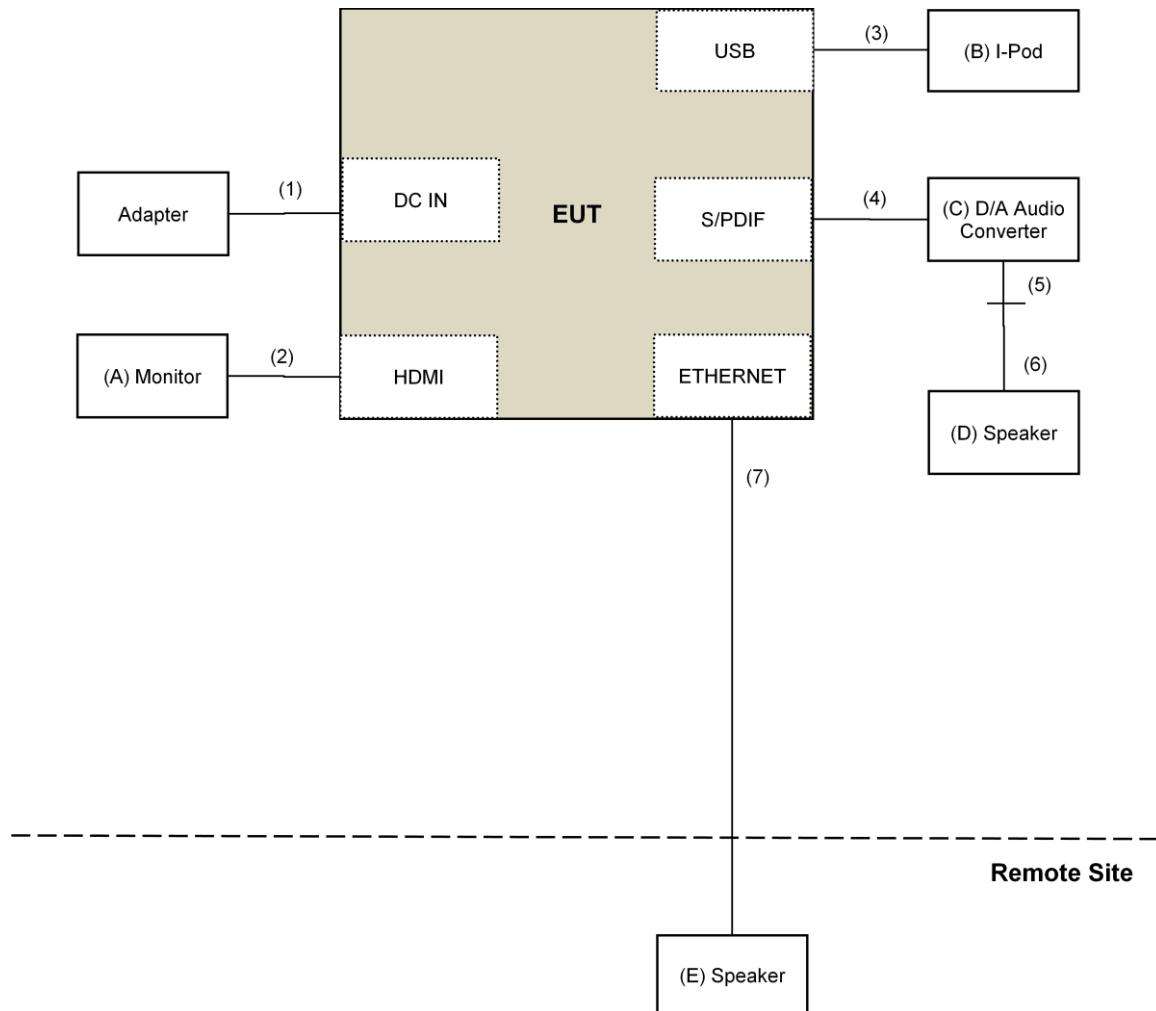 USB
(3)
(B) I-Pod
Adapter
(1)
DC IN
EUT
S/PDIF
(4)
(C) D/A Audio
Converter
(5)
(A) Monitor
(2)
HDMI
ETHERNET
(6)
(D) Speaker
(7)
Remote Site
(E) Speaker